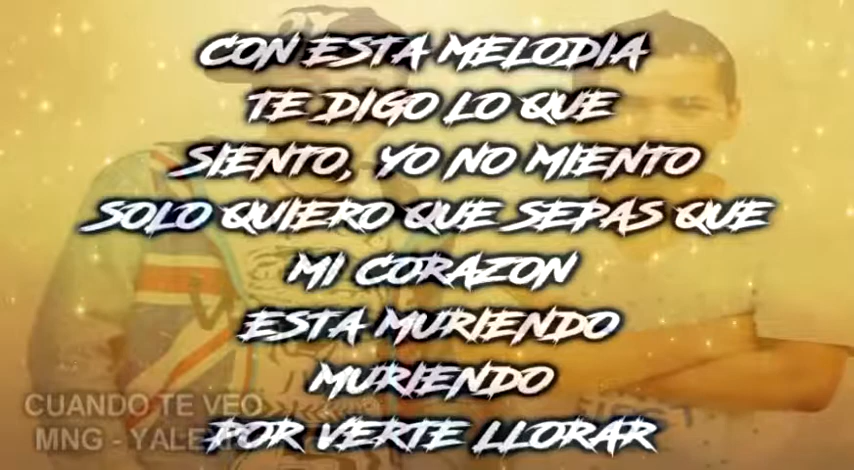 CON ESTA MELODIA
TE DIGO LO QUE
SIENTO, YO NO MIENTO
SOLO QUIERO QUE SEPAS QUE
MI CORAZON
ESTA MURIENDO
MURIENDO
POR VERTE LLORAR
CUANDO TE VEO
MNG -